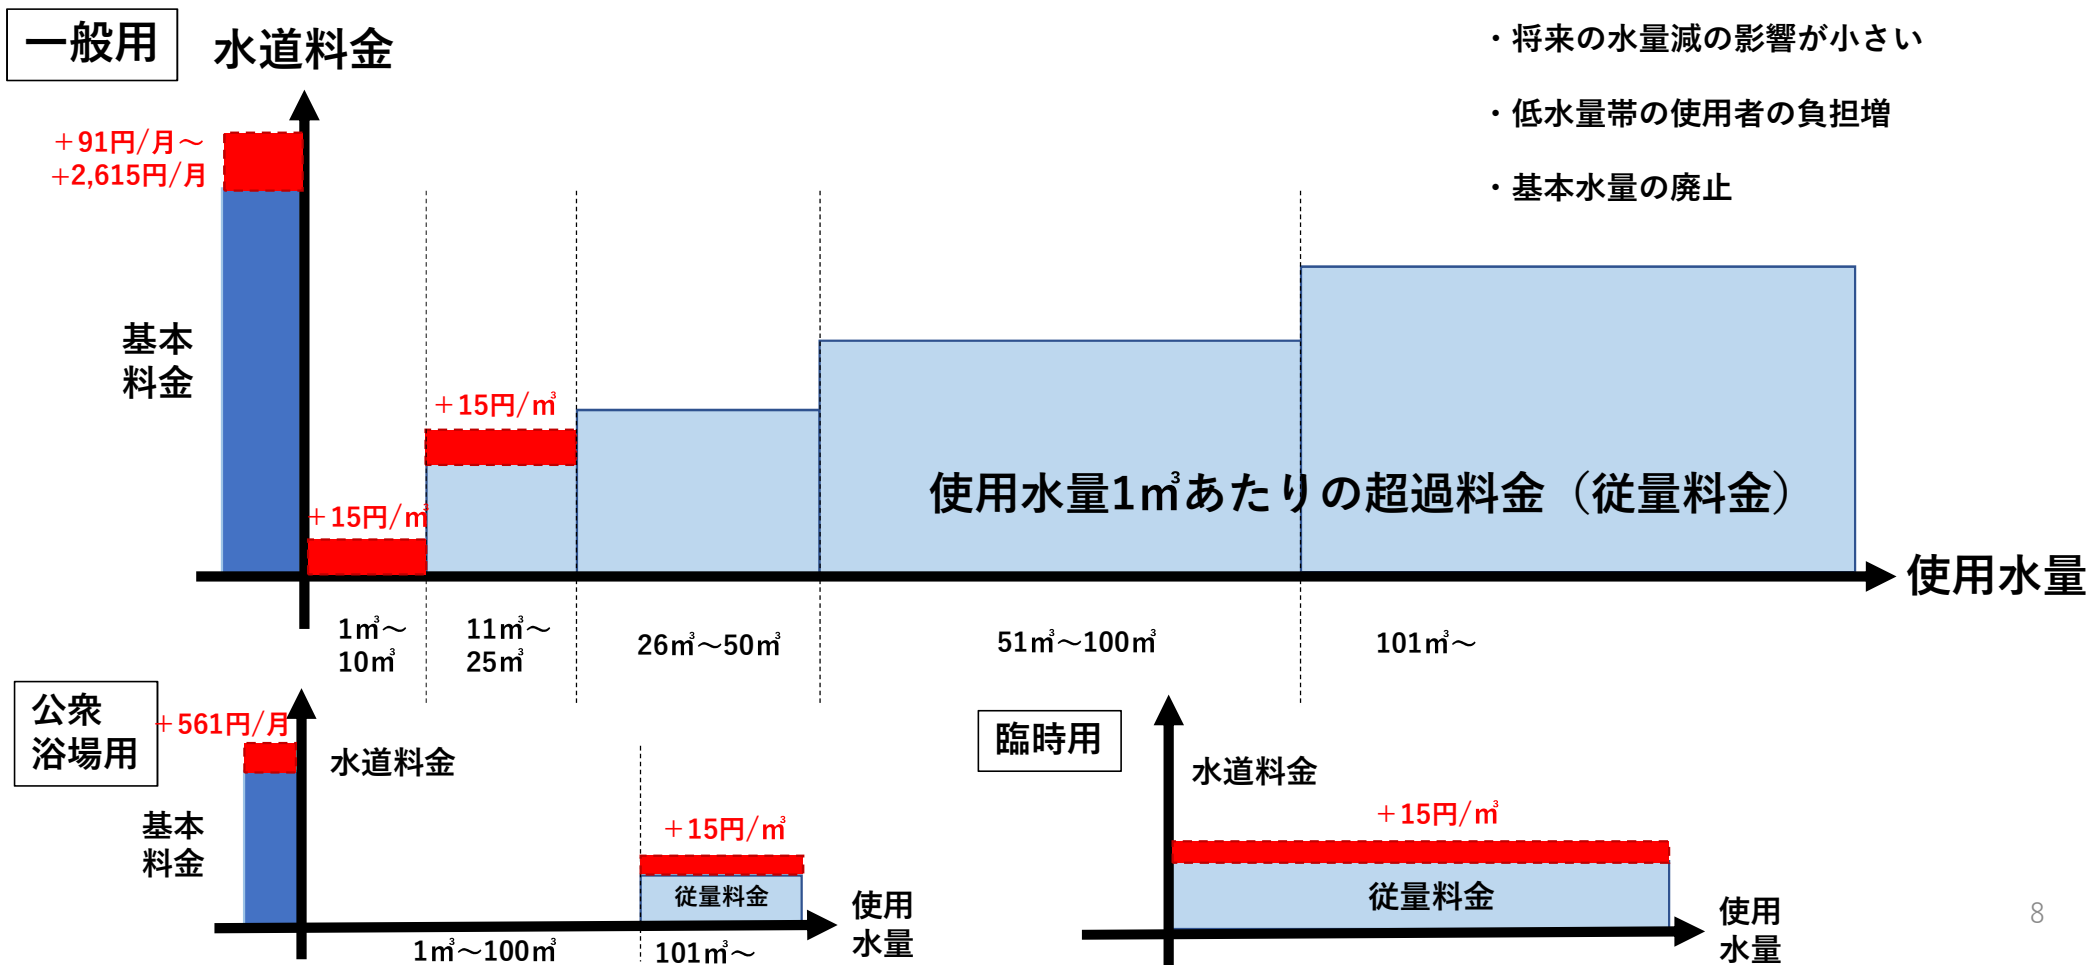 一般用
水道料金
・将来の水量減の影響が小さい
・低水量帯の使用者の負担増
・基本水量の廃止
+91円/月～
+2,615円/月
基本
料金
+15円/㎥
+15円/㎥
使用水量1㎥あたりの超過料金（従量料金）
使用水量
1㎥～
10㎥
11㎥～
25㎥
26㎥～50㎥
51㎥～100㎥
101㎥～
公衆
浴場用
+561円/月
水道料金
基本
料金
+15円/㎥
従量料金
使用
水量
1㎥～100㎥
101㎥～
臨時用
水道料金
+15円/㎥
従量料金
使用
水量
8